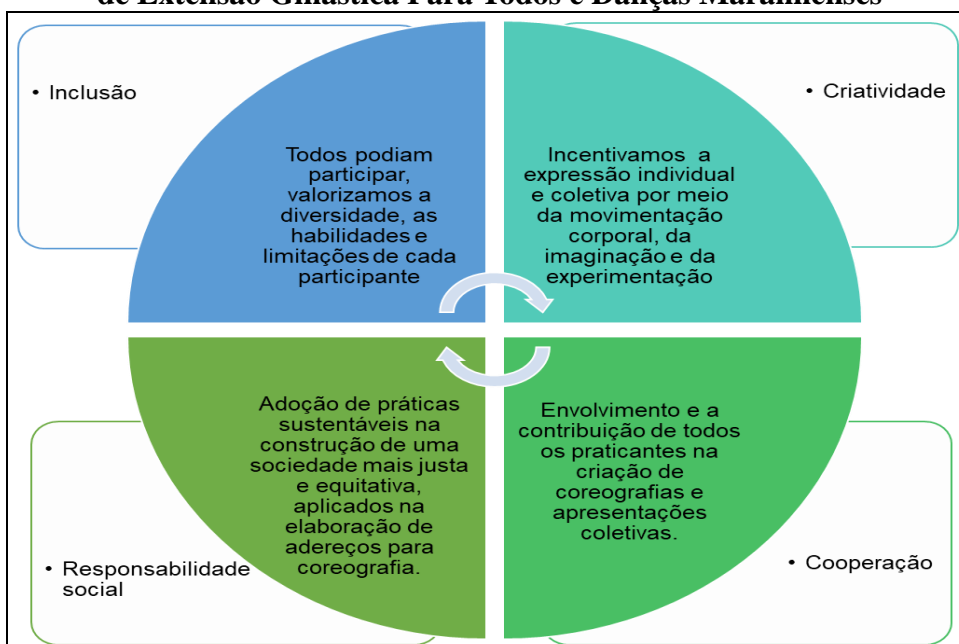 de Extensão Ginástica Para Todos e Danças Maranhenses
• Inclusão
Todos podiam
participar,
valorizamos a
diversidade, as
habilidades e
limitações de cada
participante
• Criatividade
Incentivamos a
expressão individual
e coletiva por meio
da movimentação
corporal, da
imaginação e da
experimentação
Adoção de práticas
sustentáveis na
construção de uma
sociedade mais justa
e equitativa,
aplicados na
elaboração de
adereços para
coreografia.
• Responsabilidade
social
Envolvimento e a
contribuição de todos
os praticantes na
criação de
coreografias e
apresentações
coletivas.
• Cooperação